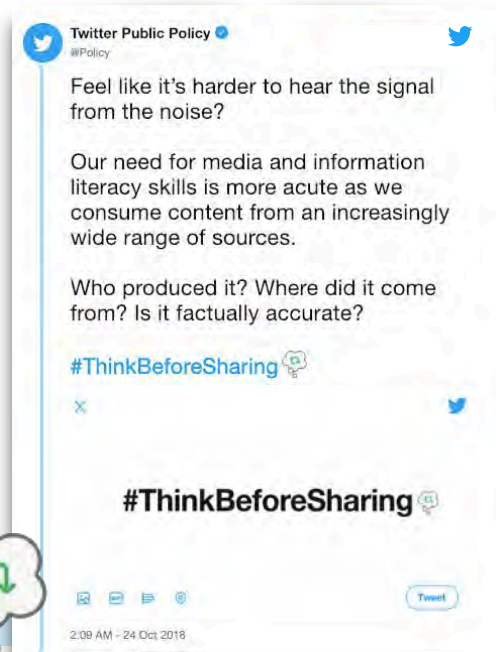 Twitter Public Policy
@Policy
Feel like it's harder to hear the signal
from the noise?
Our need for media and information
literacy skills is more acute as we
consume content from an increasingly
wide range of sources.
Who produced it? Where did it come
from? Is it factually accurate?
#ThinkBeforeSharing
#ThinkBeforeSharing
Tweet
2:09 AM - 24 Oct 2018